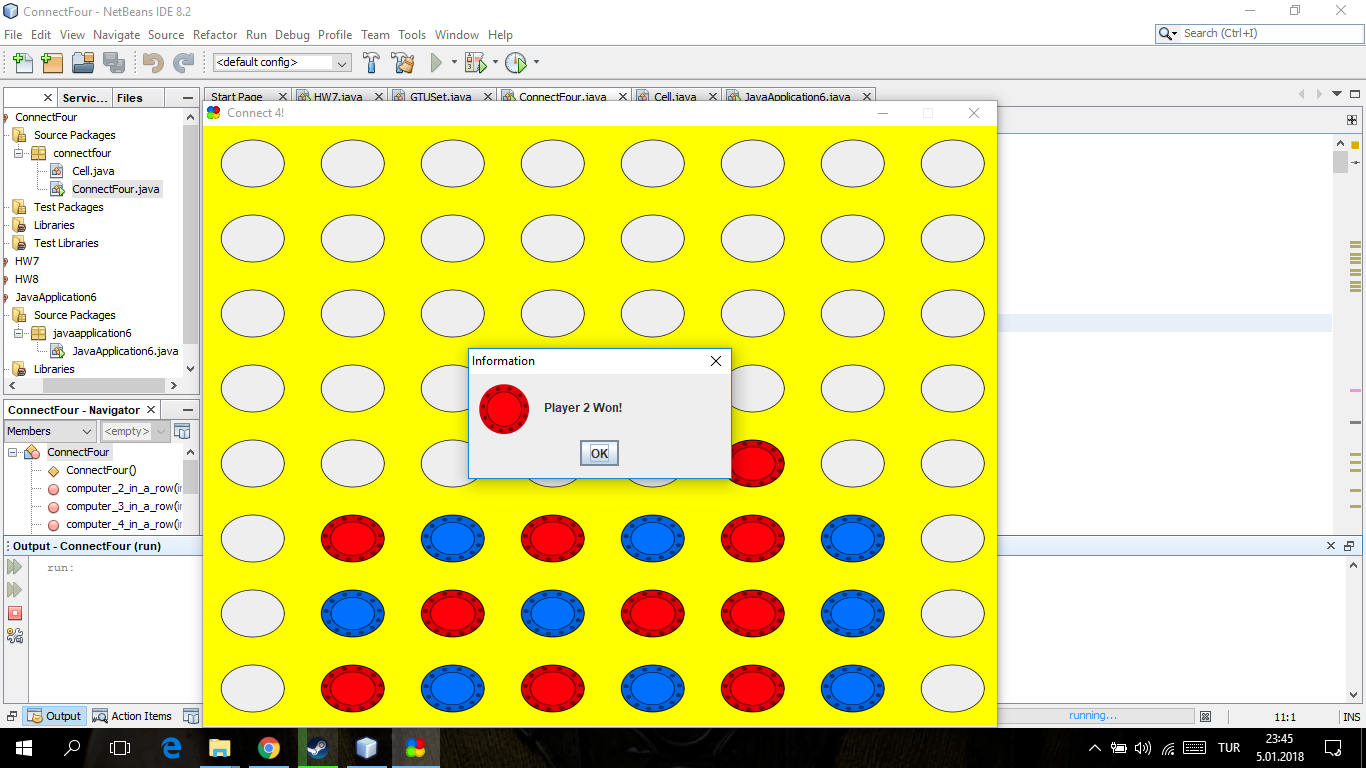 ConnectFour - NetBeans IDE 8.2
File Edit View Navigate Source Refactor Run Debug Profile Team Tools Window Help
Search (Ctrl+I)
<default config>
Servic... Files
Start Page HW7.java GTUSet.java ConnectFour.java Cell.java JavaApplication6.java
Connect 4!
ConnectFour
Source Packages
connectfour
Cell.java
ConnectFour.java
Test Packages
Libraries
Test Libraries
HW7
HW8
JavaApplication6
Source Packages
javaapplication6
JavaApplication6.java
Libraries
Information
Player 2 Won!
OK
ConnectFour - Navigator
Members <empty>
ConnectFour
ConnectFour()
computer_2_in_a_row(
computer_3_in_a_row(
computer_4_in_a_row(
Output - ConnectFour (run)
run:
Output Action Items
running...
11:1 INS
TUR
23:45
5.01.2018